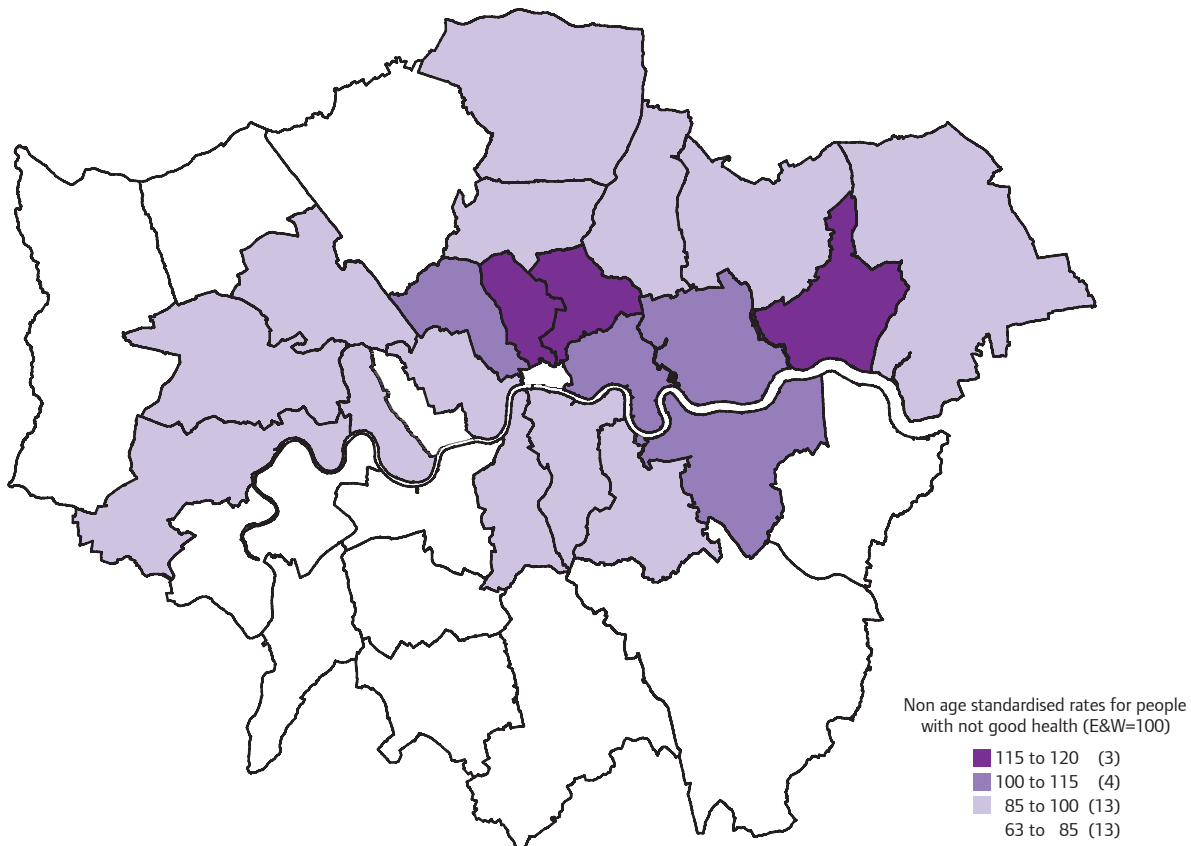 Non age standardised rates for people
with not good health (E&W=100)
115 to 120 (3)
100 to 115 (4)
85 to 100 (13)
63 to 85 (13)